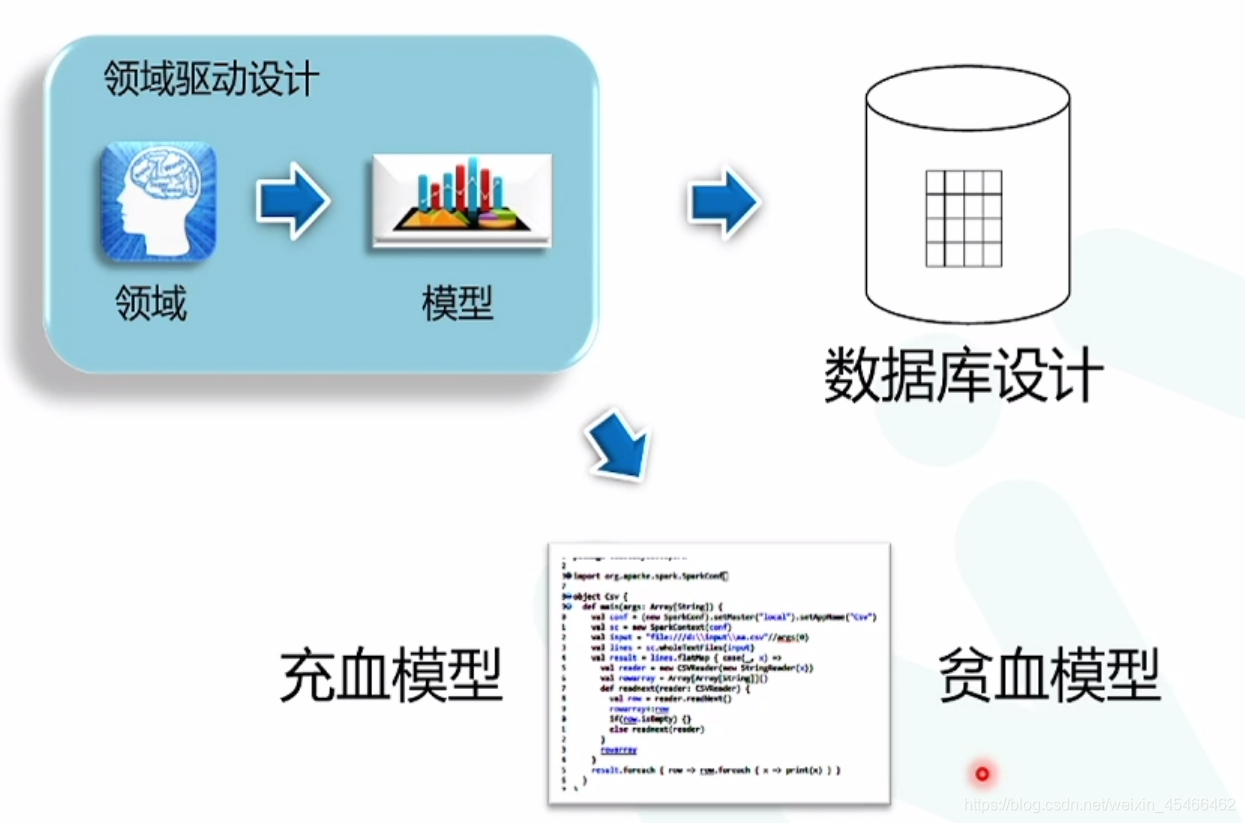 领域驱动设计
领域
模型
数据库设计
充血模型
贫血模型
import org.apache.spark.SparkConf
object Csv {
def main(args: Array[String]) {
val conf = (new SparkConf).setMaster("local").setAppName("Csv")
val sc = new SparkContext(conf)
val input = "file:///d:\\input\\aa.csv"//args(0)
val lines = sc.wholeTextFiles(input)
val result = lines.flatMap { case(_, x) =>
val reader = new CSVReader(new StringReader(x))
val rowarray = Array[Array[String]]()
def readnext(reader: CSVReader) {
val row = reader.readNext()
rowarray+:row
if(row.isEmpty) {}
else readnext(reader)
}
rowarray
}
result.foreach { row => row.foreach { x => print(x) } }
}
}
https://blog.csdn.net/weixin_45466462